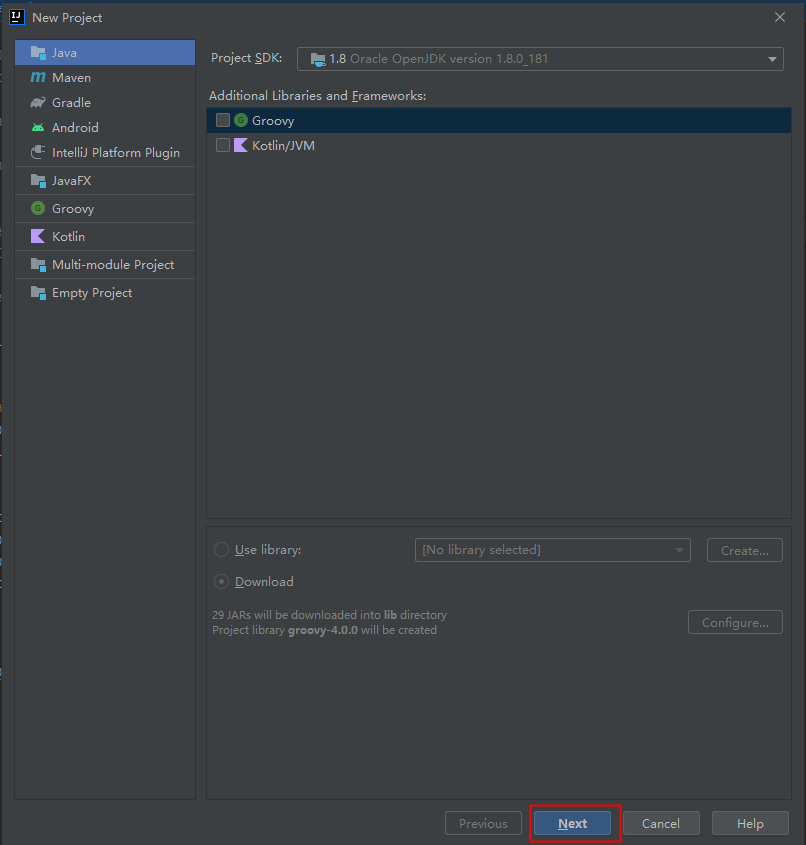 New Project
Java
Maven
Gradle
Android
IntelliJ Platform Plugin
JavaFX
Groovy
Kotlin
Multi-module Project
Empty Project
Project SDK: 1.8 Oracle OpenJDK version 1.8.0_181
Additional Libraries and Frameworks:
Groovy
Kotlin/JVM
Use library: [No library selected] Create...
Download
29 JARs will be downloaded into lib directory
Project library groovy-4.0.0 will be created
Configure...
Previous Next Cancel Help